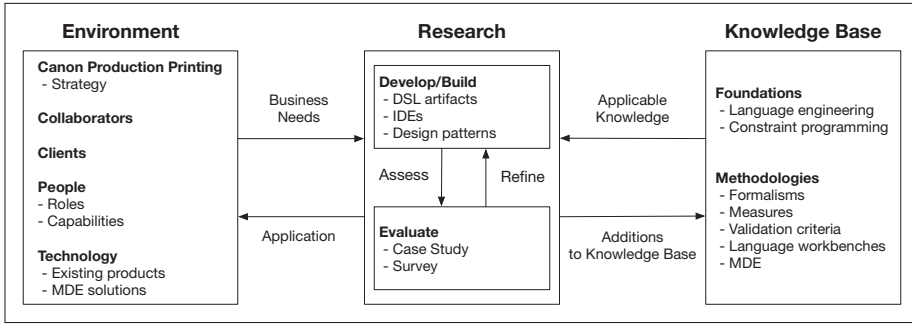 Environment
Canon Production Printing
- Strategy
Collaborators
Clients
People
- Roles
- Capabilities
Technology
- Existing products
- MDE solutions
Business
Needs
Application
Research
Develop/Build
- DSL artifacts
- IDEs
- Design patterns
Assess
Refine
Evaluate
- Case Study
- Survey
Applicable
Knowledge
Additions
to Knowledge Base
Knowledge Base
Foundations
- Language engineering
- Constraint programming
Methodologies
- Formalisms
- Measures
- Validation criteria
- Language workbenches
- MDE